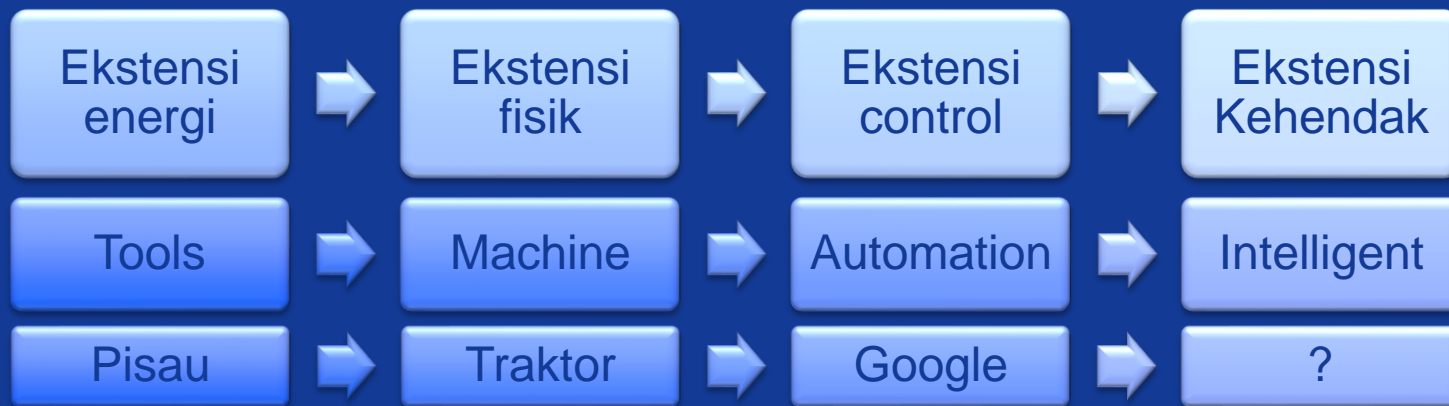 Ekstensi
energi
Ekstensi
fisik
Ekstensi
control
Ekstensi
Kehendak
Tools
Machine
Automation
Intelligent
Pisau
Traktor
Google
?